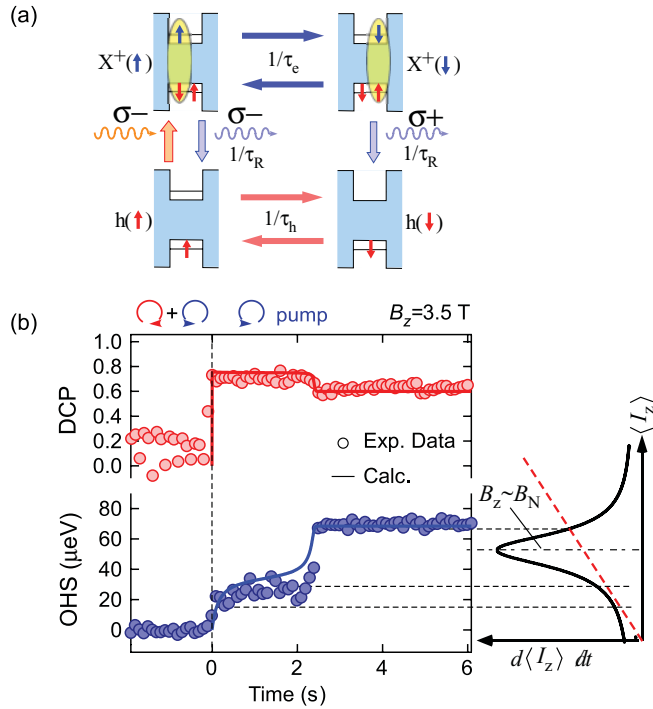 (a)
X⁺(↑)
1/τe
X⁺(↓)
σ−
σ−
1/τR
σ+
1/τR
h(↑)
1/τh
h(↓)
(b)
+
pump
Bz=3.5 T
DCP
1.0
0.8
0.6
0.4
0.2
0.0
Exp. Data
Calc.
OHS (μeV)
80
60
40
20
0
0
2
4
6
Time (s)
⟨Iz⟩
Bz~BN
d⟨Iz⟩ dt